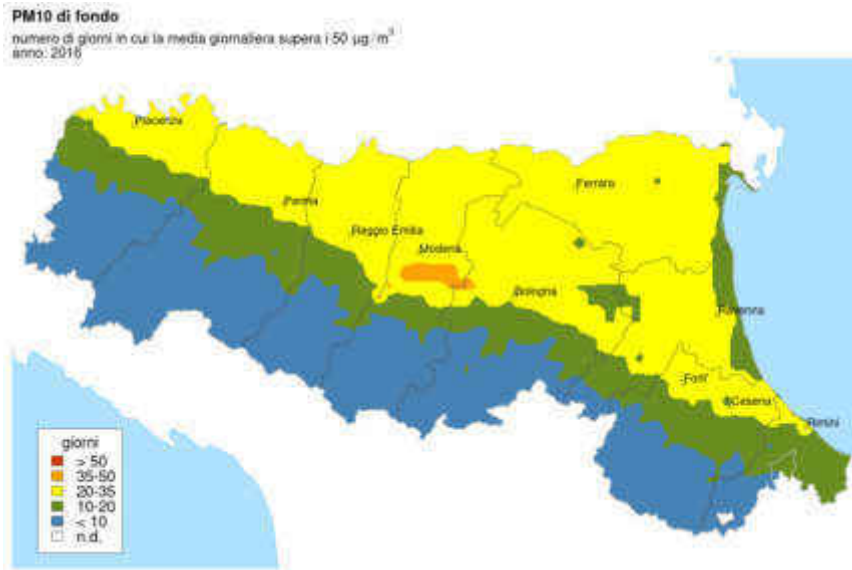 PM10 di fondo
numero di giorni in cui la media giornaliera supera i 50 µg/m³
anno: 2016
Piacenza
Parma
Reggio Emilia
Modena
Ferrara
Bologna
Ravenna
Forlì
Cesena
Rimini
giorni
> 50
35-50
20-35
10-20
< 10
n.d.